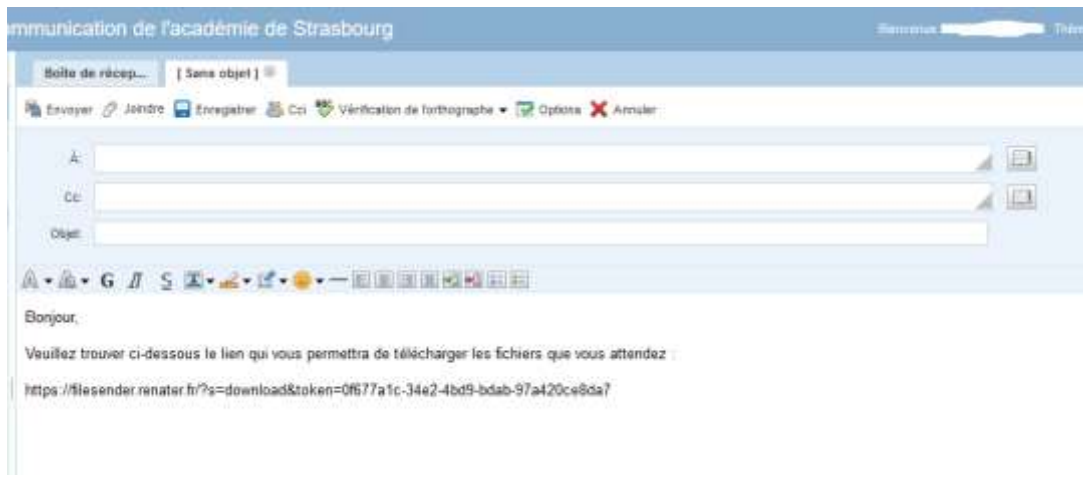 mmunication de l'académie de Strasbourg
Bienvenue
Boîte de récep... [ Sans objet ]
Envoyer Joindre Enregistrer Cci Vérification de l'orthographe Options Annuler
À:
Cc:
Objet:
G I S
Bonjour,
Veuillez trouver ci-dessous le lien qui vous permettra de télécharger les fichiers que vous attendez :
https://filesender.renater.fr/?s=download&token=0f677a1c-34e2-4bd9-bdab-97a420ce8da7